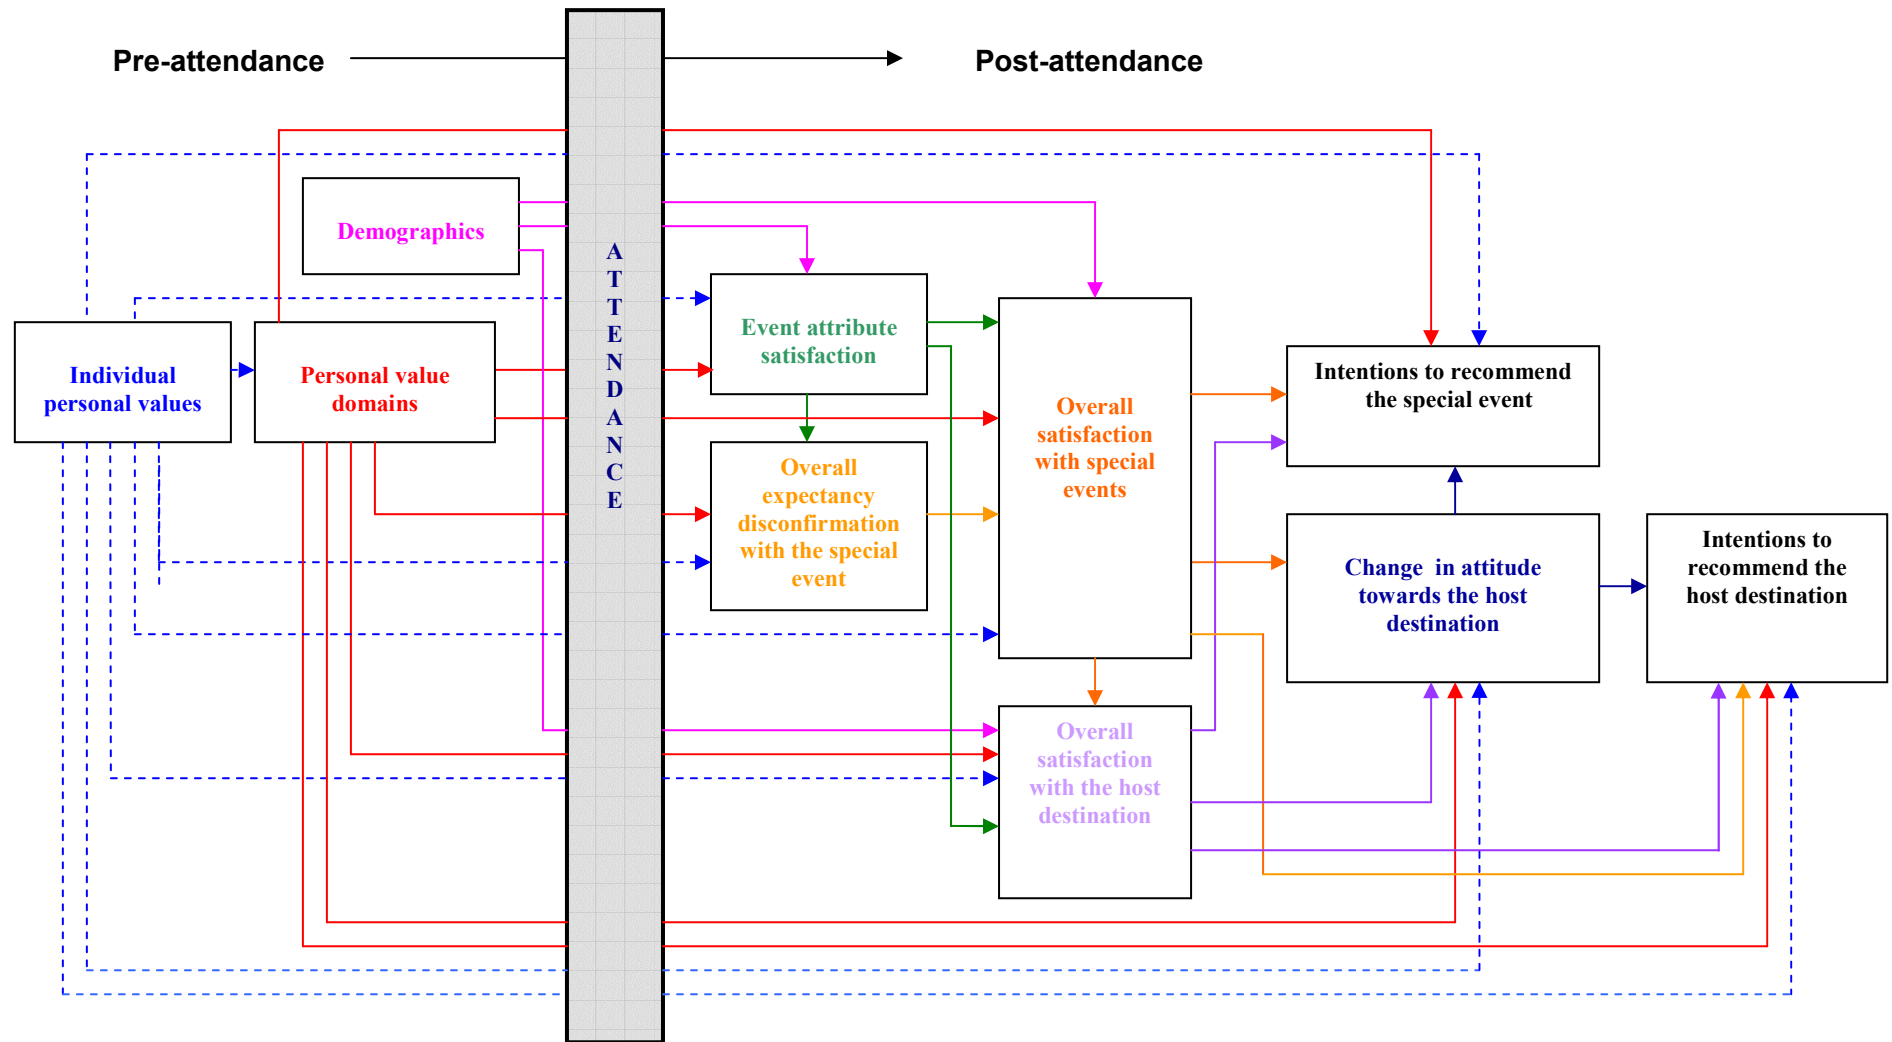 Pre-attendance
Post-attendance
Demographics
A
T
T
E
N
D
A
N
C
E
Individual
personal values
Personal value
domains
Event attribute
satisfaction
Overall
expectancy
disconfirmation
with the special
event
Overall
satisfaction
with special
events
Overall
satisfaction
with the host
destination
Intentions to recommend
the special event
Change in attitude
towards the host
destination
Intentions to
recommend the
host destination